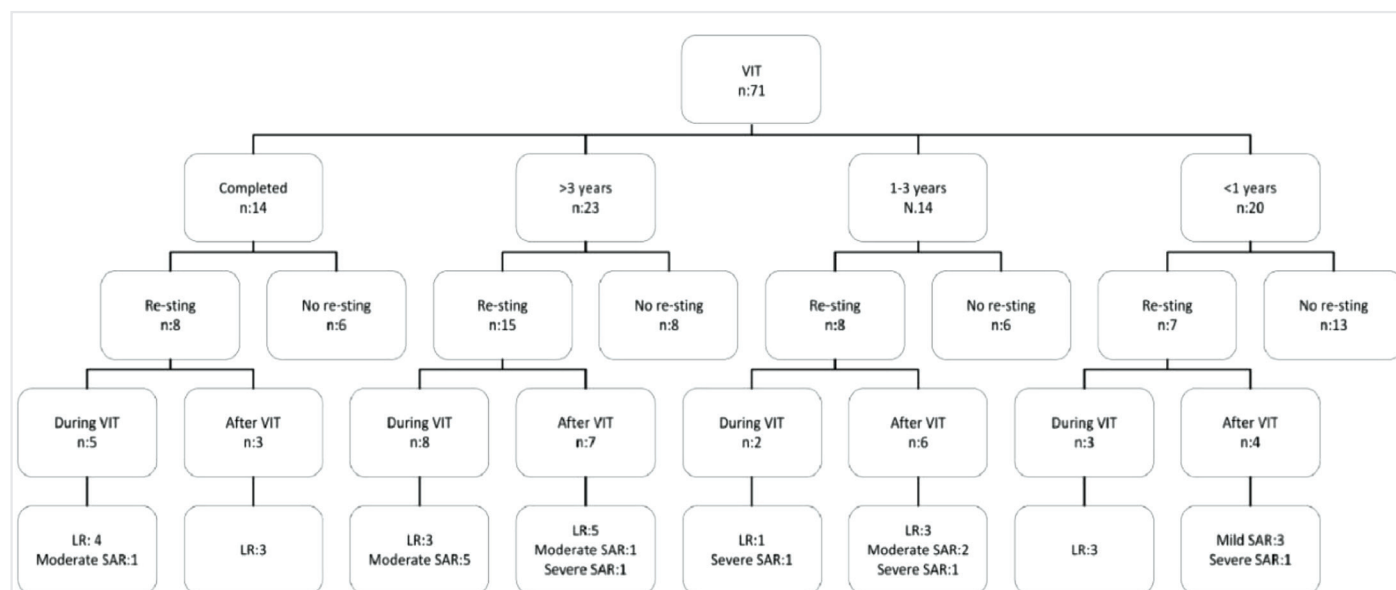 VIT
n:71
Completed
n:14
>3 years
n:23
1-3 years
N.14
<1 years
n:20
Re-sting
n:8
No re-sting
n:6
Re-sting
n:15
No re-sting
n:8
Re-sting
n:8
No re-sting
n:6
Re-sting
n:7
No re-sting
n:13
During VIT
n:5
After VIT
n:3
During VIT
n:8
After VIT
n:7
During VIT
n:2
After VIT
n:6
During VIT
n:3
After VIT
n:4
LR: 4
Moderate SAR:1
LR:3
LR:3
Moderate SAR:5
LR:5
Moderate SAR:1
Severe SAR:1
LR:1
Severe SAR:1
LR:3
Moderate SAR:2
Severe SAR:1
LR:3
Mild SAR:3
Severe SAR:1